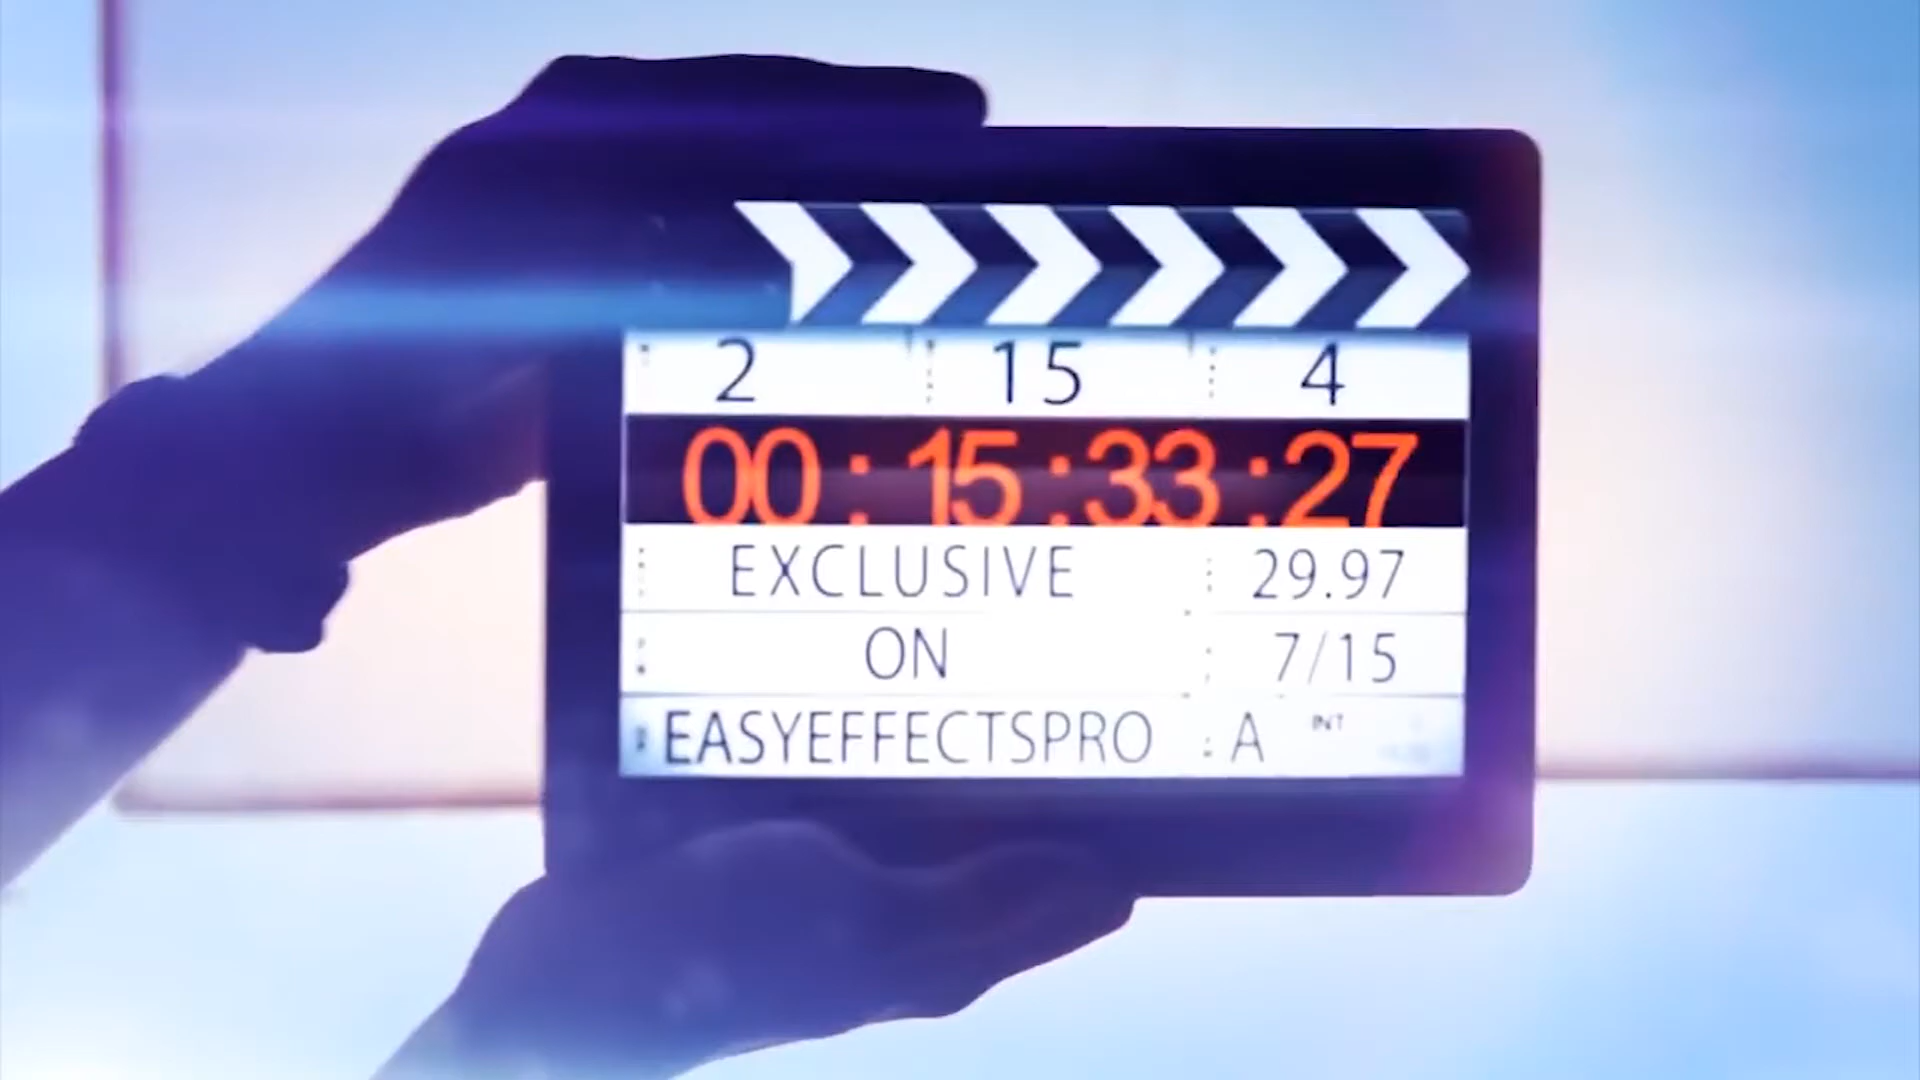 2 15 4
00:15:33:27
EXCLUSIVE 29.97
ON 7/15
EASYEFFECTSPRO A INT